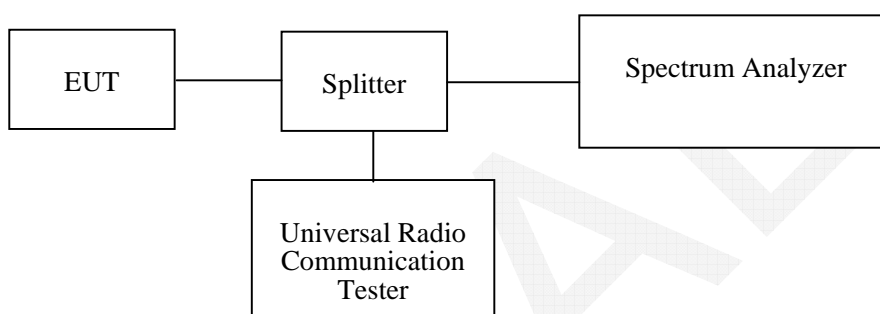 EUT
Splitter
Spectrum Analyzer
Universal Radio
Communication
Tester